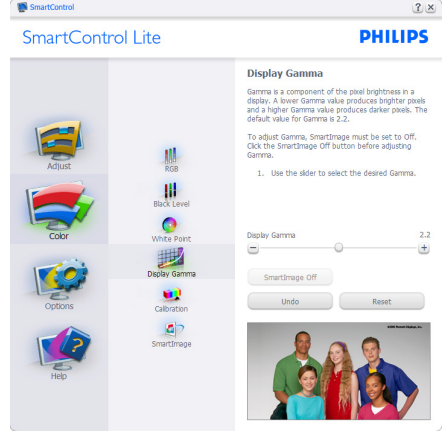 SmartControl
SmartControl Lite
PHILIPS
Adjust
Color
Options
Help
RGB
Black Level
White Point
Display Gamma
Calibration
SmartImage
Display Gamma
Gamma is a component of the pixel brightness in a
display. A lower Gamma value produces brighter pixels
and a higher Gamma value produces darker pixels. The
default value for Gamma is 2.2.
To adjust Gamma, SmartImage must be set to Off.
Click the SmartImage Off button before adjusting
Gamma.
1. Use the slider to select the desired Gamma.
Display Gamma 2.2
SmartImage Off
Undo Reset